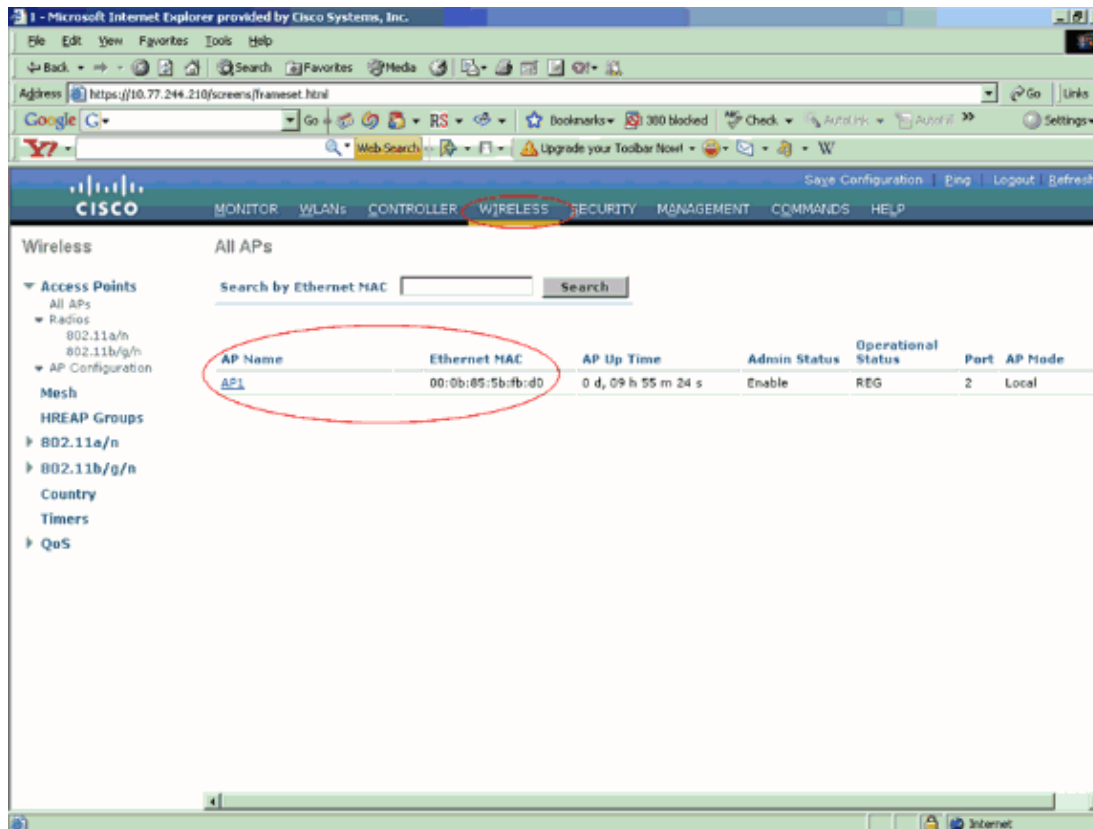 1 - Microsoft Internet Explorer provided by Cisco Systems, Inc.
File Edit View Favorites Tools Help
Back Search Favorites Media
Address https://10.77.244.210/screens/frameset.html Go Links
Google G Go RS Bookmarks 380 blocked Check AutoLink AutoFill Settings
Y7 Web Search Upgrade your Toolbar Now! W
Save Configuration Ping Logout Refresh
CISCO MONITOR WLANs CONTROLLER WIRELESS SECURITY MANAGEMENT COMMANDS HELP
Wireless
Access Points
All APs
Radios
802.11a/n
802.11b/g/n
AP Configuration
Mesh
HREAP Groups
802.11a/n
802.11b/g/n
Country
Timers
QoS
All APs
Search by Ethernet MAC Search
AP Name Ethernet MAC AP Up Time Admin Status Operational Status Port AP Mode
AP1 00:0b:85:5b:fb:d0 0 d, 09 h 55 m 24 s Enable REG 2 Local
Internet